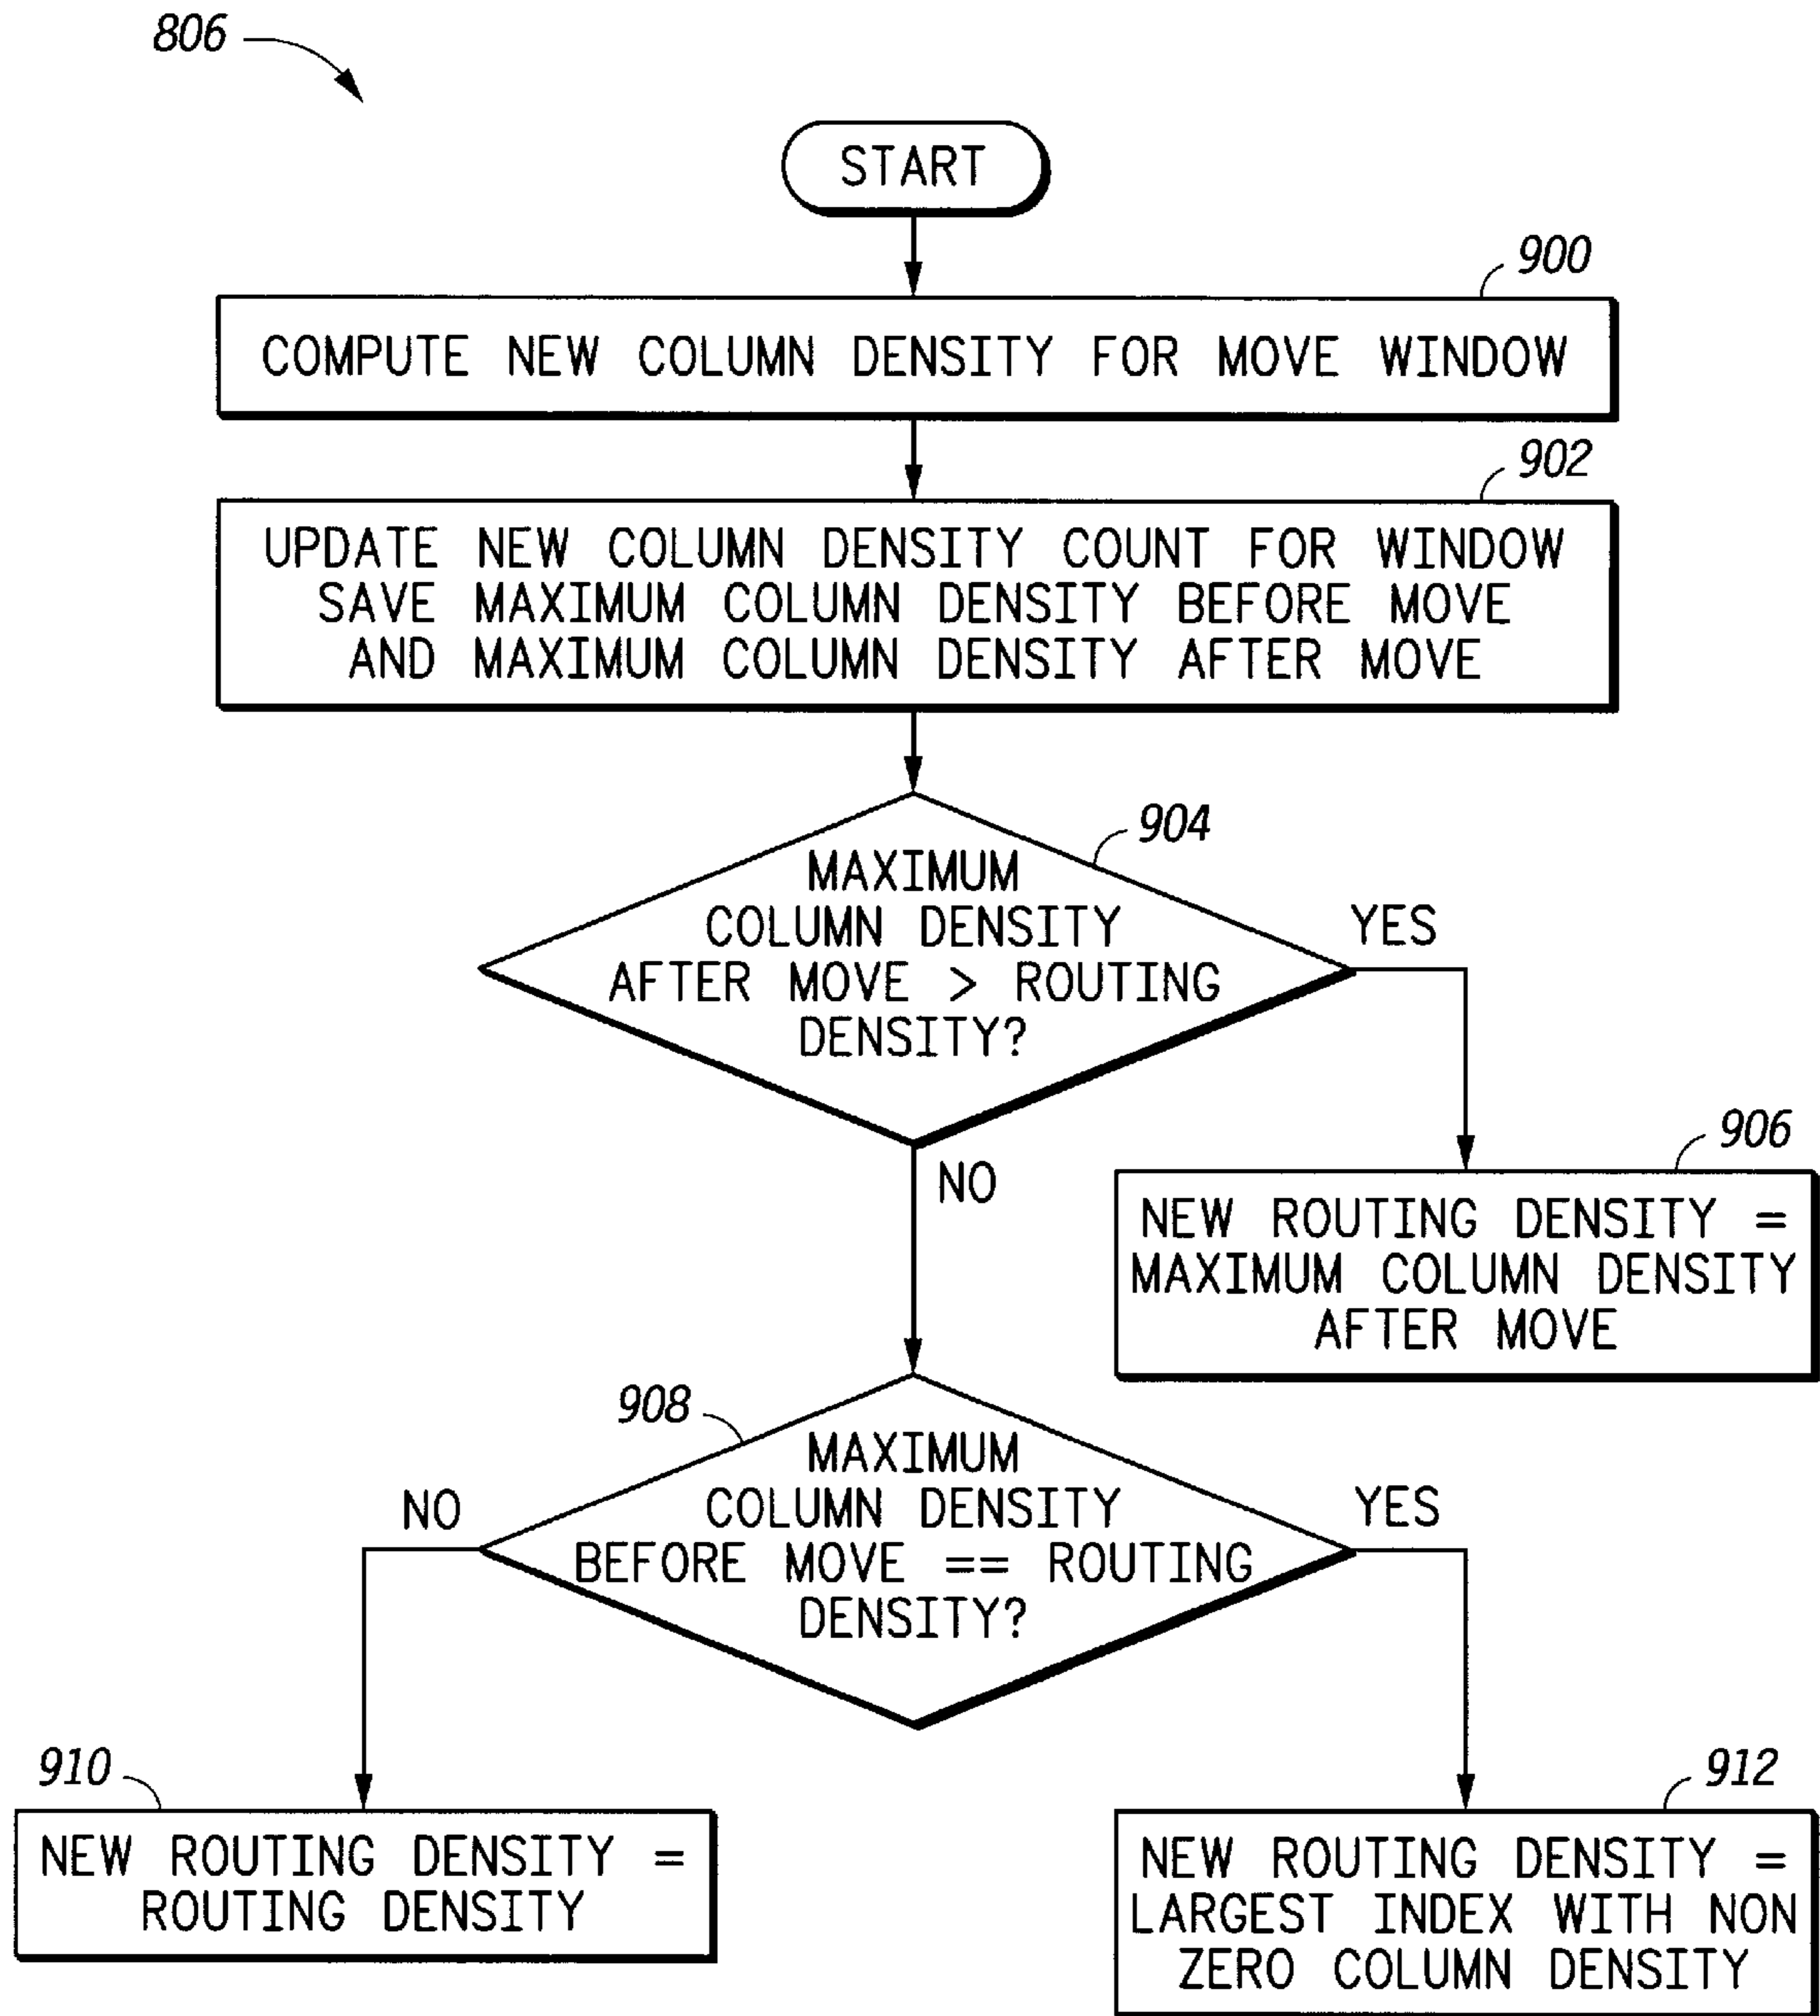 806
START
900
COMPUTE NEW COLUMN DENSITY FOR MOVE WINDOW
902
UPDATE NEW COLUMN DENSITY COUNT FOR WINDOW
SAVE MAXIMUM COLUMN DENSITY BEFORE MOVE
AND MAXIMUM COLUMN DENSITY AFTER MOVE
904
MAXIMUM
COLUMN DENSITY
AFTER MOVE > ROUTING
DENSITY?
YES
NO
906
NEW ROUTING DENSITY =
MAXIMUM COLUMN DENSITY
AFTER MOVE
908
MAXIMUM
COLUMN DENSITY
BEFORE MOVE == ROUTING
DENSITY?
NO
YES
910
NEW ROUTING DENSITY =
ROUTING DENSITY
912
NEW ROUTING DENSITY =
LARGEST INDEX WITH NON
ZERO COLUMN DENSITY